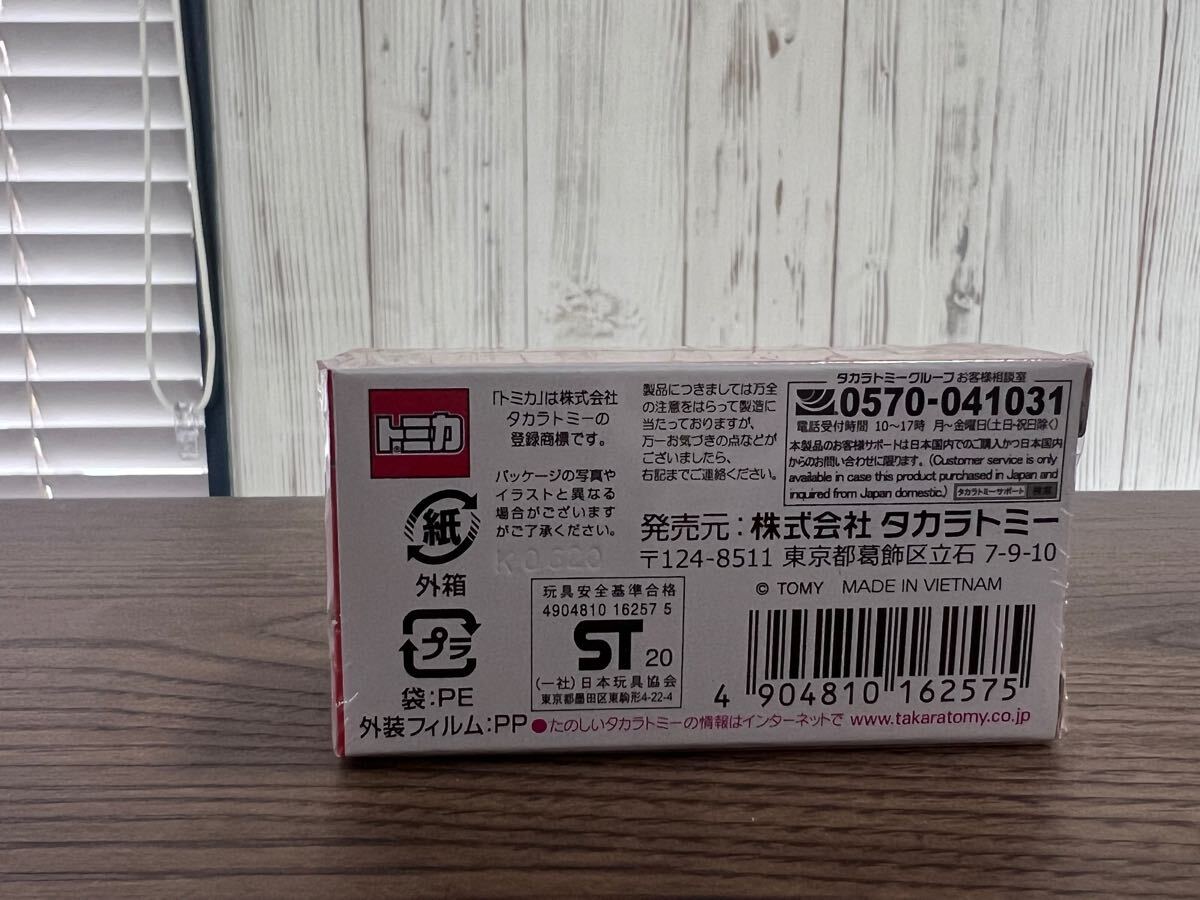 トミカ
「トミカ」は株式会社
タカラトミーの
登録商標です。
パッケージの写真や
イラストと異なる
場合がございます
がご了承ください。
製品につきましては万全
の注意をはらって製造に
当たっておりますが、
万一お気づきの点などが
ございましたら、
右記までご連絡ください。
タカラトミーグループ お客様相談室
0570-041031
電話受付時間 10〜17時 月〜金曜日(土日・祝日除く)
本製品のお客様サポートは日本国内でのご購入かつ日本国内
からのお問い合わせに限ります。(Customer service is only
available in case this product purchased in Japan and
inquired from Japan domestic.) タカラトミーサポート 検索
発売元：株式会社 タカラトミー
〒124-8511 東京都葛飾区立石 7-9-10
© TOMY MADE IN VIETNAM
紙
外箱
プラ
袋：PE
外装フィルム：PP
玩具安全基準合格
4904810 16257 5
ST 20
(一社)日本玩具協会
東京都墨田区東駒形4-22-4
4 904810 162575
●たのしいタカラトミーの情報はインターネットで www.takaratomy.co.jp